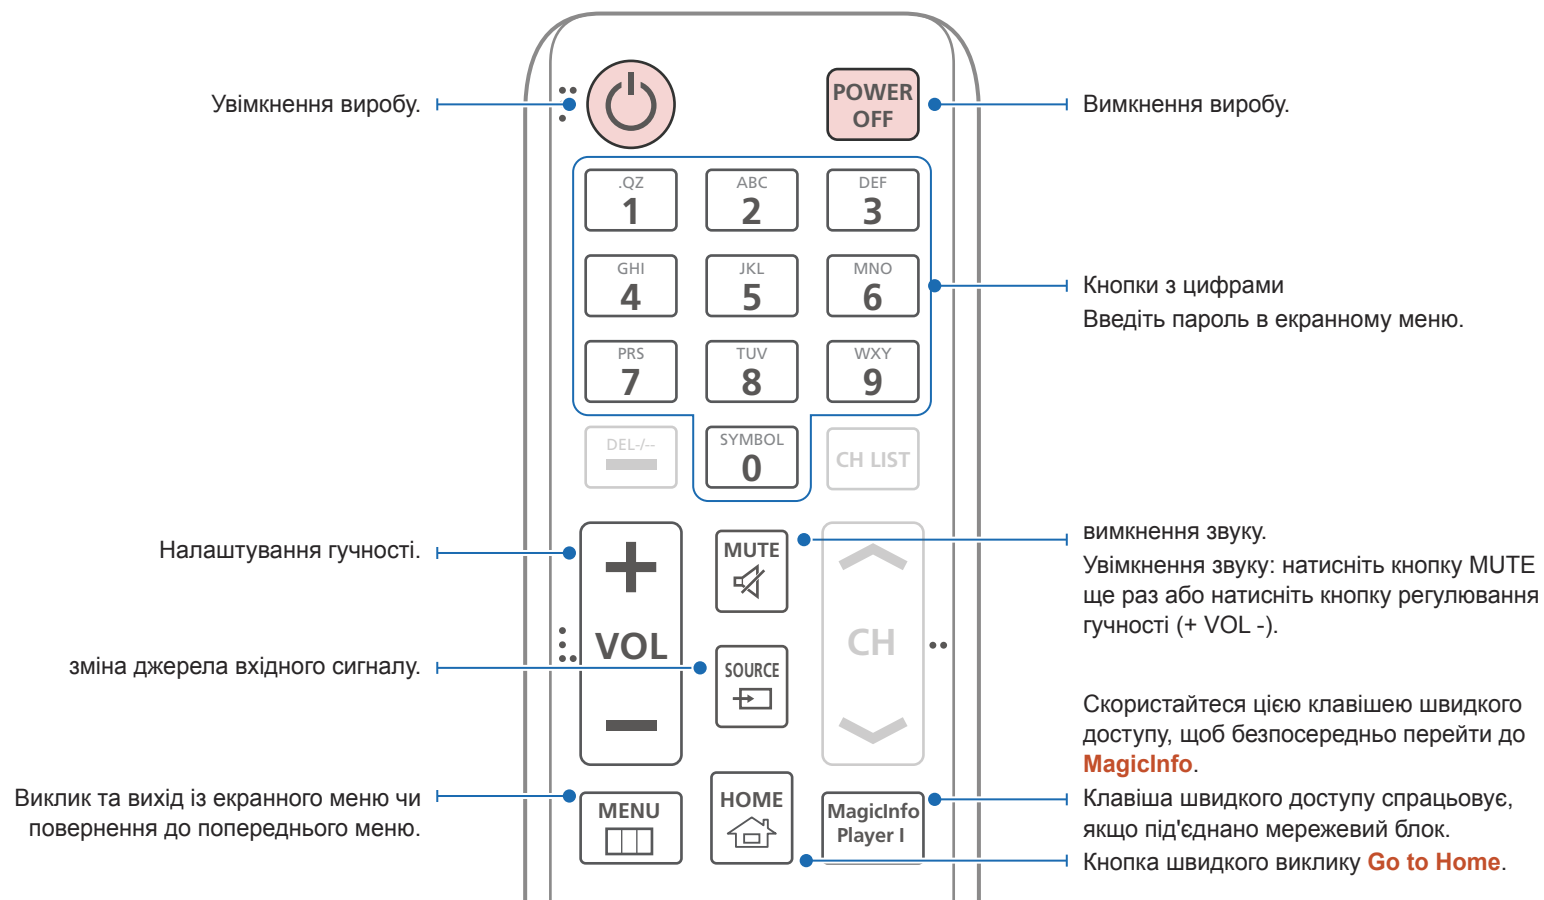 Увімкнення виробу.
POWER
OFF
Вимкнення виробу.
.QZ
1
ABC
2
DEF
3
GHI
4
JKL
5
MNO
6
Кнопки з цифрами
Введіть пароль в екранному меню.
PRS
7
TUV
8
WXY
9
DEL-/--
SYMBOL
0
CH LIST
Налаштування гучності.
VOL
MUTE
CH
вимкнення звуку.
Увімкнення звуку: натисніть кнопку MUTE
ще раз або натисніть кнопку регулювання
гучності (+ VOL -).
зміна джерела вхідного сигналу.
SOURCE
Скористайтеся цією клавішею швидкого
доступу, щоб безпосередньо перейти до
MagicInfo.
Клавіша швидкого доступу спрацьовує,
якщо під'єднано мережевий блок.
Виклик та вихід із екранного меню чи
повернення до попереднього меню.
MENU
HOME
MagicInfo
Player I
Кнопка швидкого виклику Go to Home.